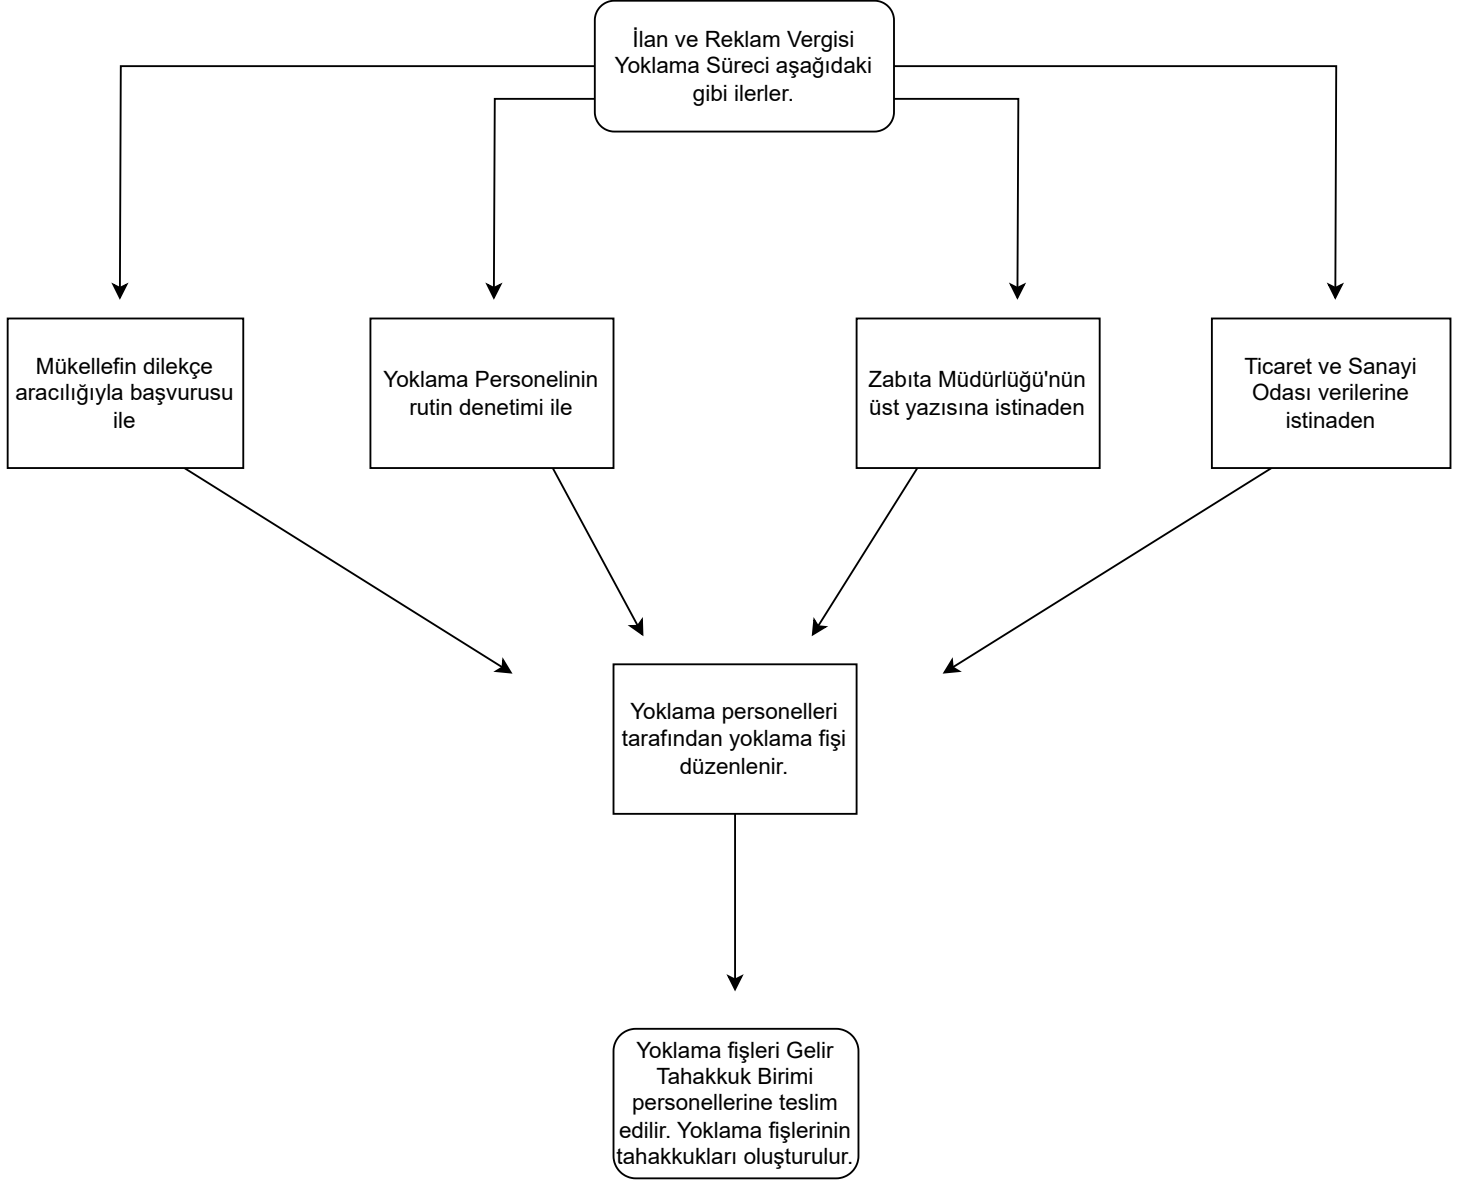 İlan ve Reklam Vergisi
Yoklama Süreci aşağıdaki
gibi ilerler.
Mükellefin dilekçe
aracılığıyla başvurusu
ile
Yoklama Personelinin
rutin denetimi ile
Zabıta Müdürlüğü'nün
üst yazısına istinaden
Ticaret ve Sanayi
Odası verilerine
istinaden
Yoklama personelleri
tarafından yoklama fişi
düzenlenir.
Yoklama fişleri Gelir
Tahakkuk Birimi
personellerine teslim
edilir. Yoklama fişlerinin
tahakkukları oluşturulur.